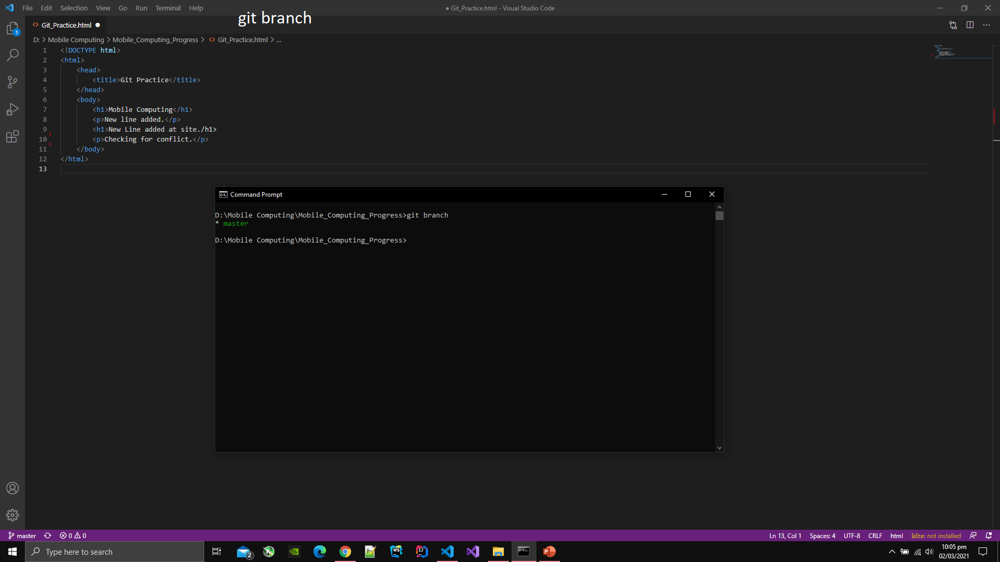 File Edit Selection View Go Run Terminal Help
● Git_Practice.html - Visual Studio Code
git branch
Git_Practice.html ●
1
D: > Mobile Computing > Mobile_Computing_Progress > <> Git_Practice.html > ...
1 <!DOCTYPE html>
2 <html>
3 <head>
4 <title>Git Practice</title>
5 </head>
6 <body>
7 <h1>Mobile Computing</h1>
8 <p>New line added.</p>
9 <h1>New Line added at site./h1>
10 <p>Checking for conflict.</p>
11 </body>
12 </html>
13
Command Prompt
D:\Mobile Computing\Mobile_Computing_Progress>git branch
* master
D:\Mobile Computing\Mobile_Computing_Progress>
master 0 0
Ln 13, Col 1 Spaces: 4 UTF-8 CRLF html kite: not installed
Type here to search
2
WS
IJ
10:05 pm
02/03/2021